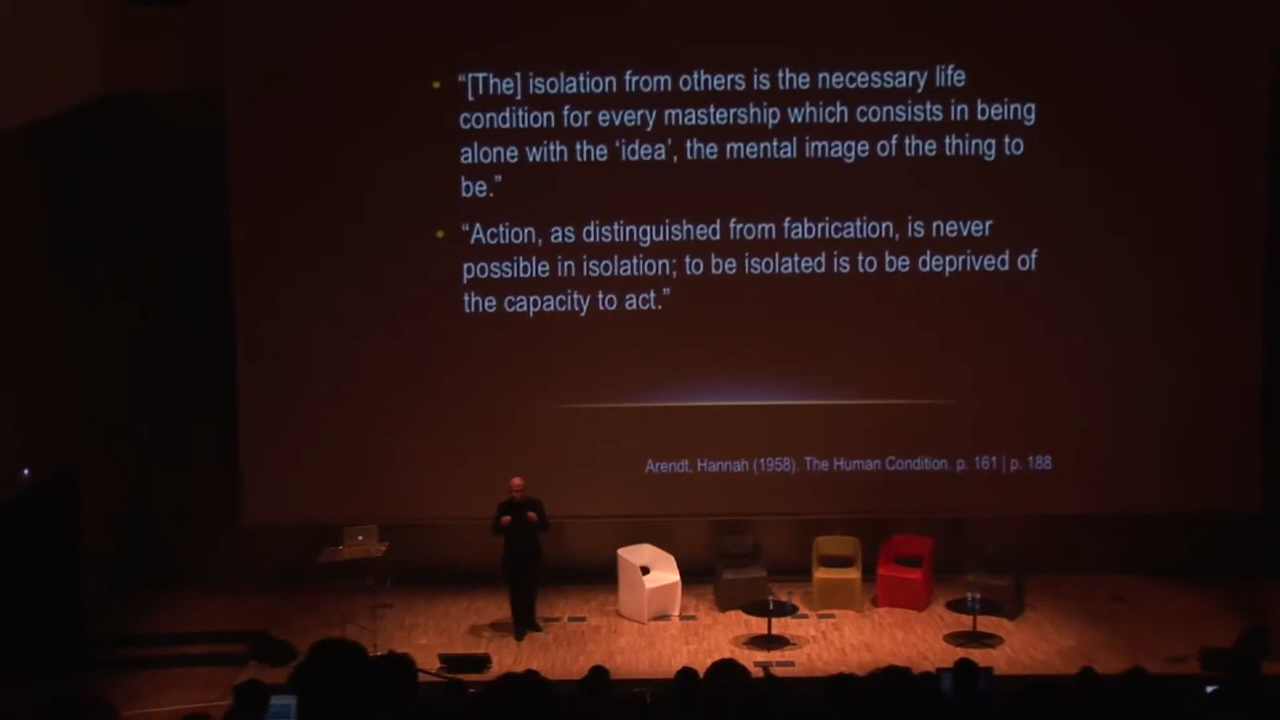 “[The] isolation from others is the necessary life
condition for every mastership which consists in being
alone with the ‘idea’, the mental image of the thing to
be.”
“Action, as distinguished from fabrication, is never
possible in isolation; to be isolated is to be deprived of
the capacity to act.”
Arendt, Hannah (1958). The Human Condition. p. 161 | p. 188